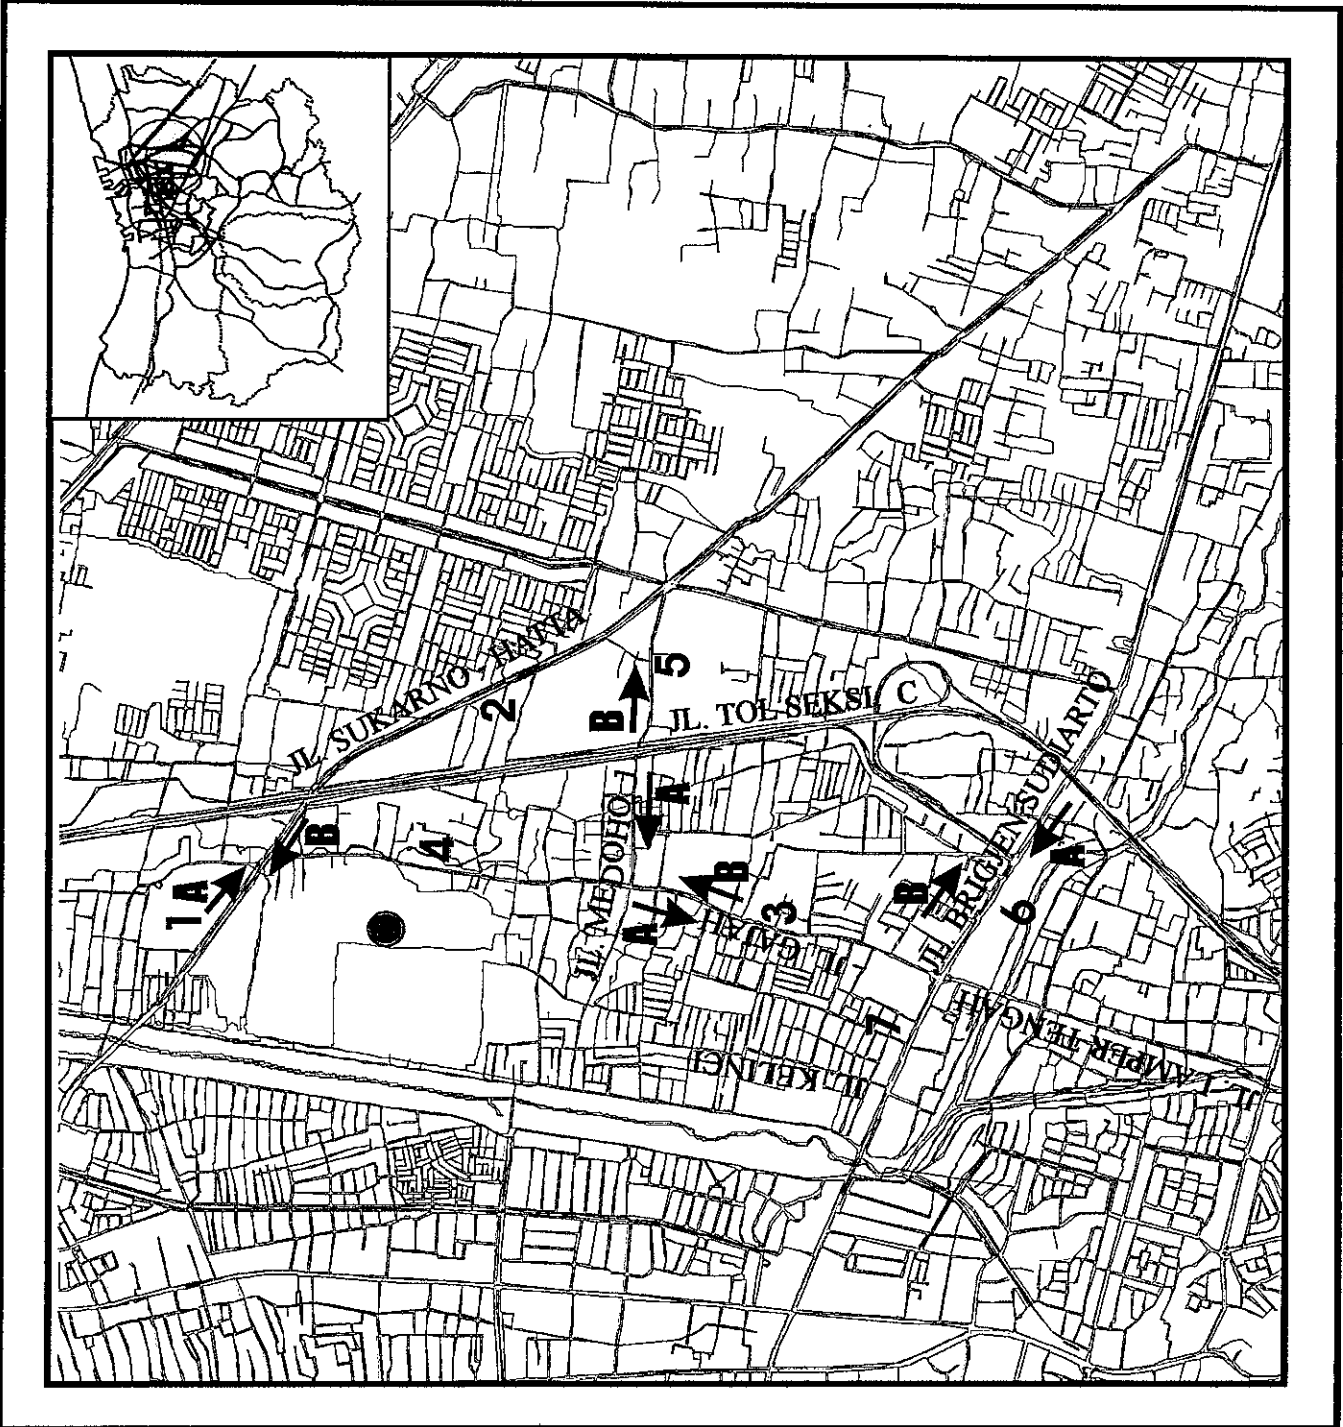 JL. SUKARNO - HATTA
2
B
5
JL. TOL SEKSI C
1 A
B
4
JL. MEDOHO
A
A
B
3
JL. GAJAH
B
JL. BRIGJEN SUDIARTO
A
6
7
JL. KELINCI
JL. LAMPER TENGAH